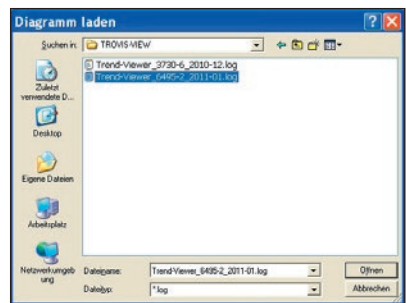 Diagramm laden
Suchen in: TROVIS-VIEW
Trend-Viewer_3730-6_2010-12.log
Trend-Viewer_6495-2_2011-01.log
Zuletzt
verwendete D...
Desktop
Eigene Dateien
Arbeitsplatz
Netzwerkumgeb
ung
Dateiname: Trend-Viewer_6495-2_2011-01.log Öffnen
Dateityp: *.log Abbrechen